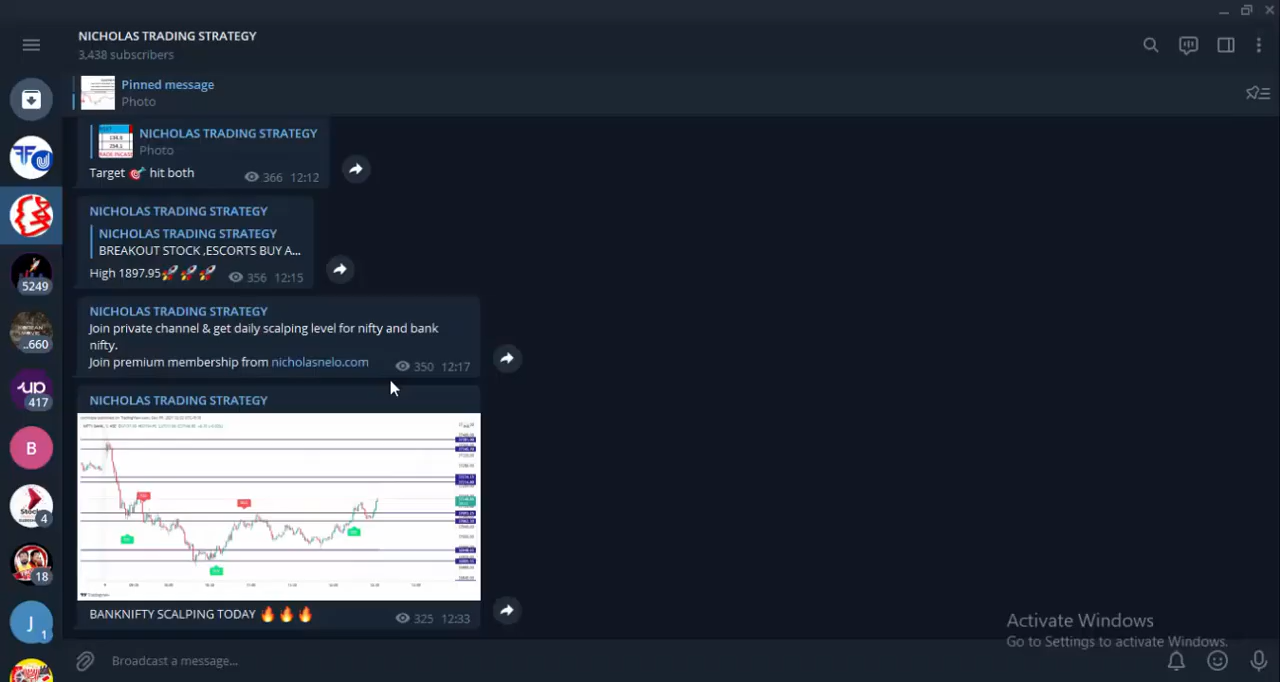 NICHOLAS TRADING STRATEGY
3,438 subscribers
Pinned message
Photo
NICHOLAS TRADING STRATEGY
Photo
Target 🎯 hit both 366 12:12
NICHOLAS TRADING STRATEGY
NICHOLAS TRADING STRATEGY
BREAKOUT STOCK ,ESCORTS BUY A...
High 1897.95🚀🚀🚀 356 12:15
NICHOLAS TRADING STRATEGY
Join private channel & get daily scalping level for nifty and bank
nifty.
Join premium membership from nicholasnelo.com 350 12:17
NICHOLAS TRADING STRATEGY
BANKNIFTY SCALPING TODAY 🔥🔥🔥 325 12:33
Broadcast a message...
5249
..660
up
417
B
4
18
J
1
Activate Windows
Go to Settings to activate Windows.